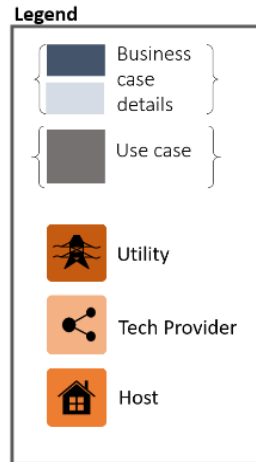 Legend
Business
case
details
Use case
Utility
Tech Provider
Host